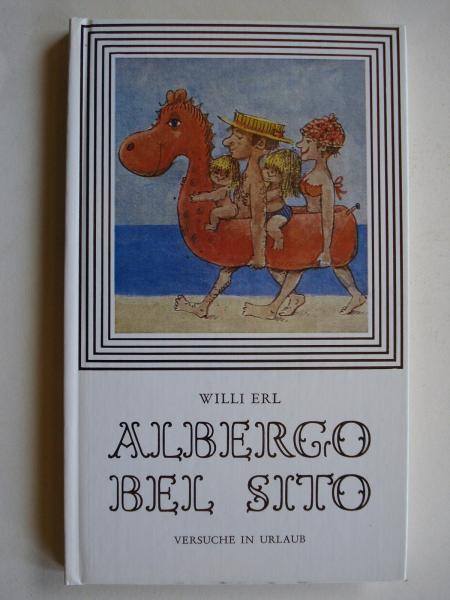 WILLI ERL
ALBERGO
BEL SITO
VERSUCHE IN URLAUB